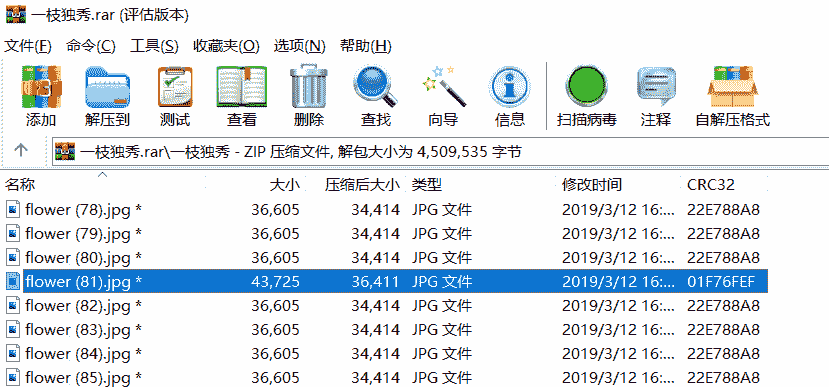 一枝独秀.rar (评估版本)
文件(F) 命令(C) 工具(S) 收藏夹(O) 选项(N) 帮助(H)
添加 解压到 测试 查看 删除 查找 向导 信息 扫描病毒 注释 自解压格式
一枝独秀.rar\一枝独秀 - ZIP 压缩文件, 解包大小为 4,509,535 字节
名称 大小 压缩后大小 类型 修改时间 CRC32
flower (78).jpg * 36,605 34,414 JPG 文件 2019/3/12 16:... 22E788A8
flower (79).jpg * 36,605 34,414 JPG 文件 2019/3/12 16:... 22E788A8
flower (80).jpg * 36,605 34,414 JPG 文件 2019/3/12 16:... 22E788A8
flower (81).jpg * 43,725 36,411 JPG 文件 2019/3/12 16:... 01F76FEF
flower (82).jpg * 36,605 34,414 JPG 文件 2019/3/12 16:... 22E788A8
flower (83).jpg * 36,605 34,414 JPG 文件 2019/3/12 16:... 22E788A8
flower (84).jpg * 36,605 34,414 JPG 文件 2019/3/12 16:... 22E788A8
flower (85).jpg * 36,605 34,414 JPG 文件 2019/3/12 16:... 22E788A8